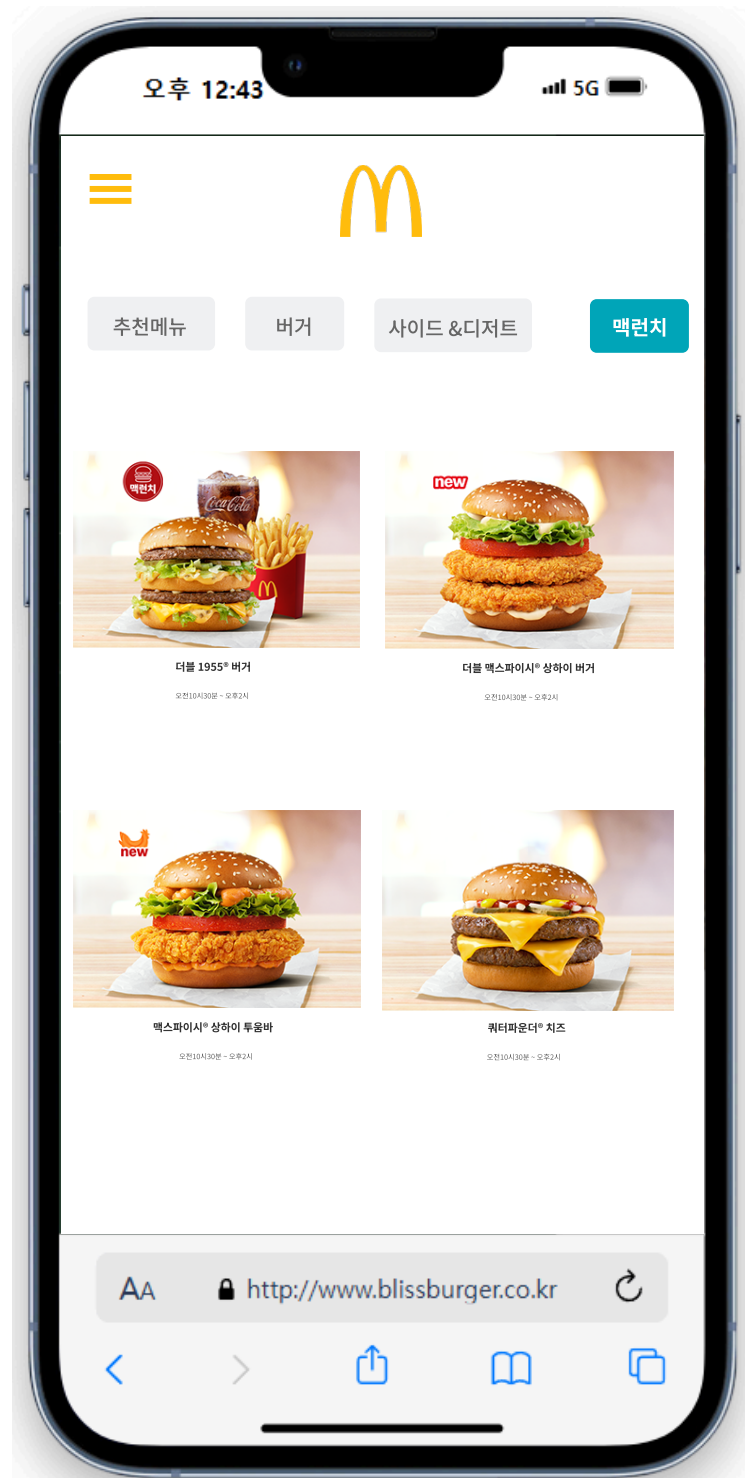 오후 12:43
5G
추천메뉴
버거
사이드 &디저트
맥런치
맥런치
Coca-Cola
new
더블 1955® 버거
더블 맥스파이시® 상하이 버거
오전10시30분 ~ 오후2시
오전10시30분 ~ 오후2시
new
맥스파이시® 상하이 투움바
쿼터파운더® 치즈
오전10시30분 ~ 오후2시
오전10시30분 ~ 오후2시
AA
http://www.blissburger.co.kr